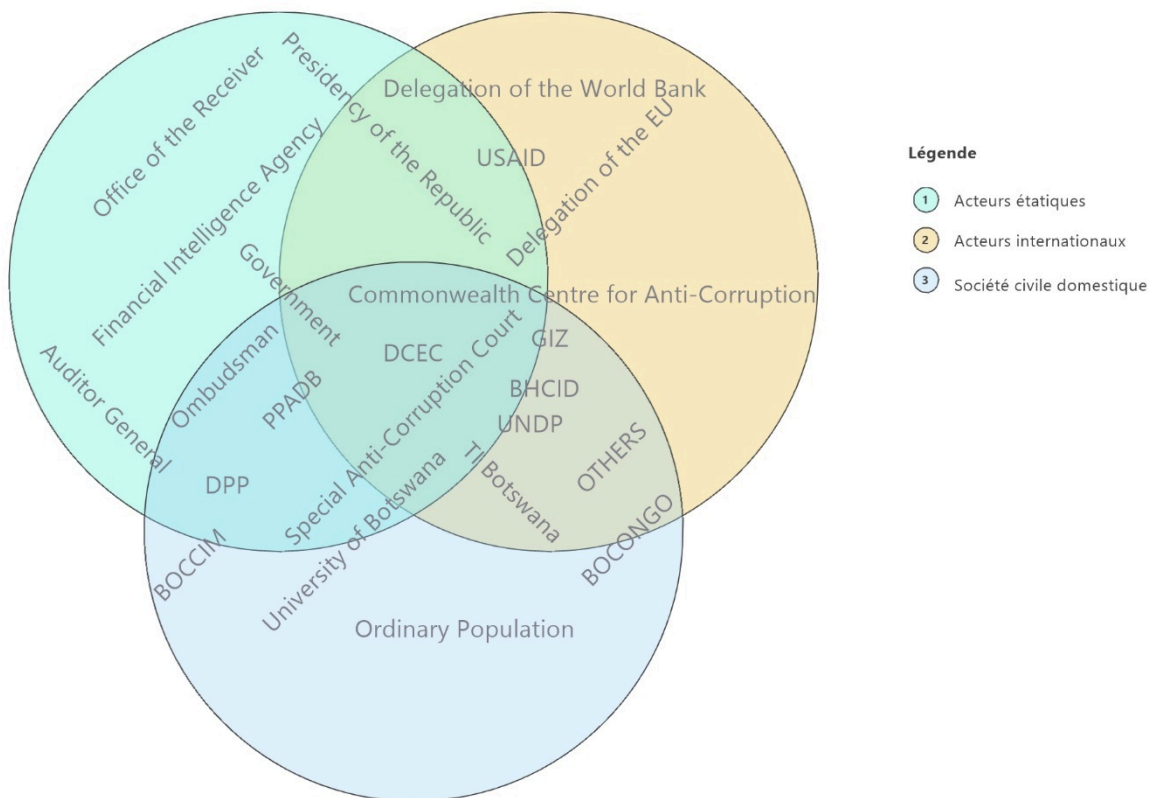 Office of the Receiver
Presidency of the Republic
Delegation of the World Bank
USAID
Delegation of the EU
Financial Intelligence Agency
Government
Commonwealth Centre for Anti-Corruption
Auditor General
Ombudsman
PPADB
DCEC
GIZ
BHCID
UNDP
Special Anti-Corruption Court
DPP
TI Botswana
OTHERS
BOCCIM
University of Botswana
BOCONGO
Ordinary Population
Légende
1 Acteurs étatiques
2 Acteurs internationaux
3 Société civile domestique